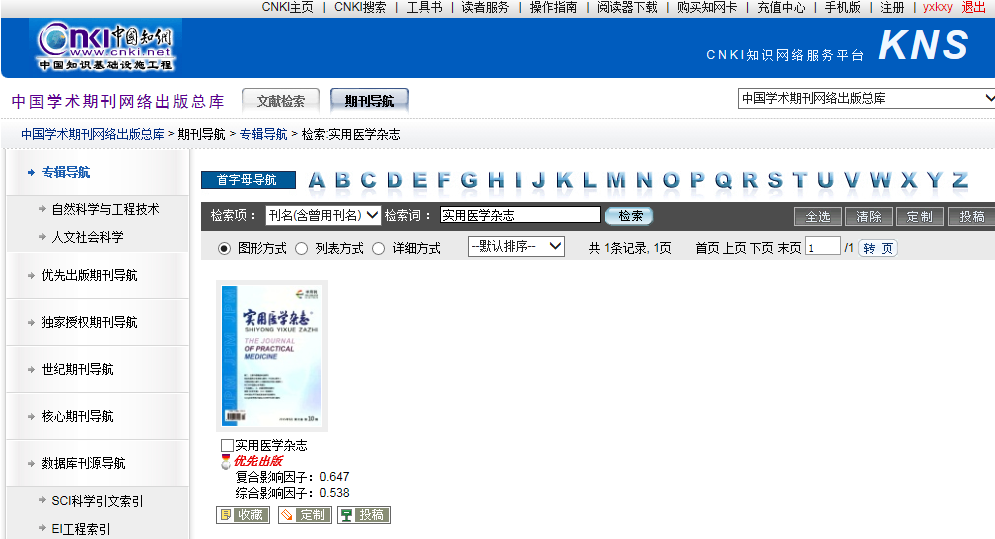 CNKI主页 | CNKI搜索 | 工具书 | 读者服务 | 操作指南 | 阅读器下载 | 购买知网卡 | 充值中心 | 手机版 | 注册 | yxkxy 退出
CNKI中国知网
www.cnki.net
中国知识基础设施工程
CNKI知识网络服务平台 KNS
中国学术期刊网络出版总库 文献检索 期刊导航 中国学术期刊网络出版总库
中国学术期刊网络出版总库 > 期刊导航 > 专辑导航 > 检索:实用医学杂志
专辑导航
自然科学与工程技术
人文社会科学
优先出版期刊导航
独家授权期刊导航
世纪期刊导航
核心期刊导航
数据库刊源导航
SCI科学引文索引
EI工程索引
首字母导航 A B C D E F G H I J K L M N O P Q R S T U V W X Y Z
检索项： 刊名(含曾用刊名) 检索词： 实用医学杂志 检索 全选 清除 定制 投稿
图形方式 列表方式 详细方式 --默认排序-- 共 1条记录, 1页 首页 上页 下页 末页 1 /1 转 页
实用医学杂志
SHIYONG YIXUE ZAZHI
THE JOURNAL
OF PRACTICAL
MEDICINE
实用医学杂志
优先出版
复合影响因子：0.647
综合影响因子：0.538
收藏 定制 投稿